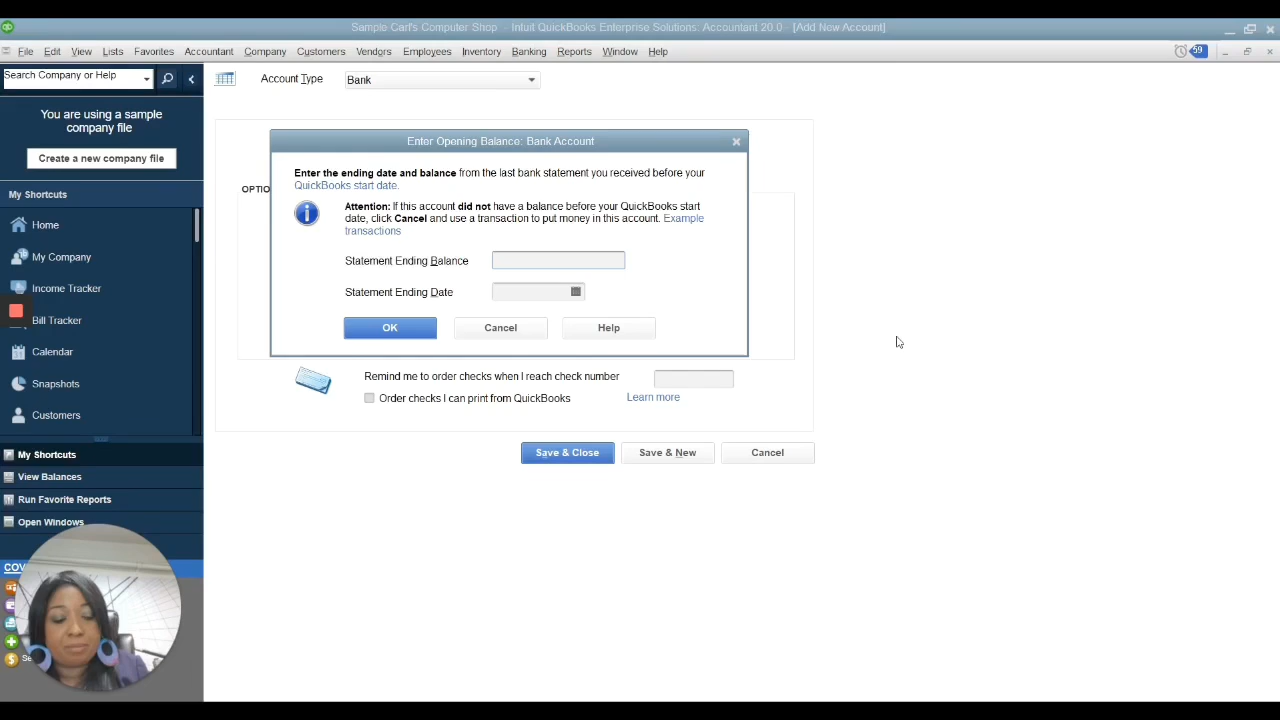 Sample Carl's Computer Shop - Intuit QuickBooks Enterprise Solutions: Accountant 20.0 - [Add New Account]
File Edit View Lists Favorites Accountant Company Customers Vendors Employees Inventory Banking Reports Window Help
59
Search Company or Help
Account Type Bank
You are using a sample
company file
Create a new company file
My Shortcuts
Home
My Company
Income Tracker
Bill Tracker
Calendar
Snapshots
Customers
My Shortcuts
View Balances
Run Favorite Reports
Open Windows
COV
OPTIO
Enter Opening Balance: Bank Account
Enter the ending date and balance from the last bank statement you received before your
QuickBooks start date.
Attention: If this account did not have a balance before your QuickBooks start
date, click Cancel and use a transaction to put money in this account. Example
transactions
Statement Ending Balance
Statement Ending Date
OK Cancel Help
Remind me to order checks when I reach check number
Order checks I can print from QuickBooks Learn more
Save & Close Save & New Cancel